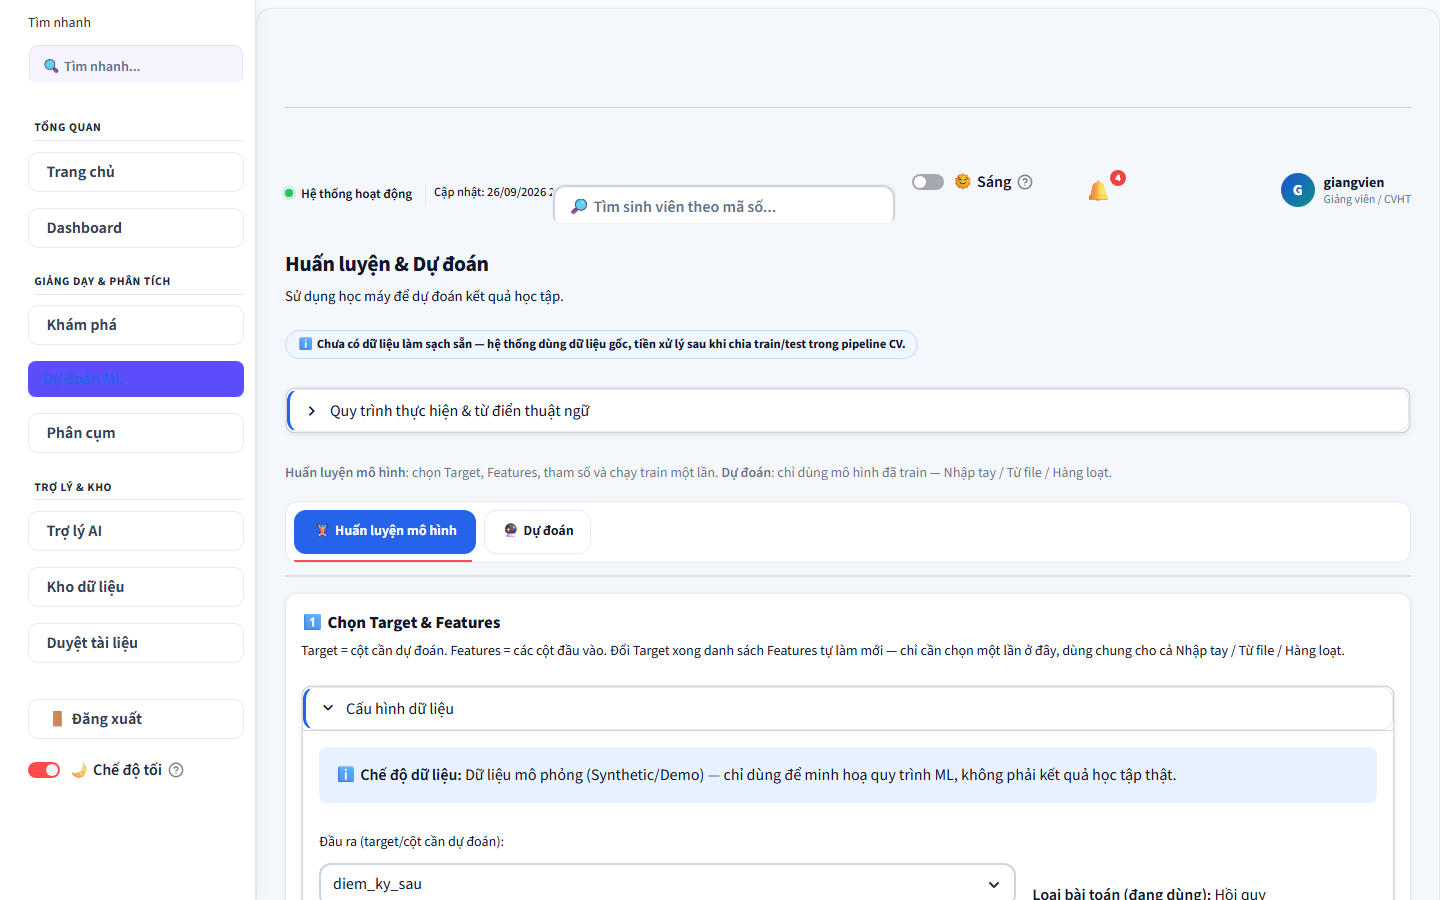 Tìm nhanh
Tìm nhanh...
TỔNG QUAN
Trang chủ
Dashboard
GIẢNG DẠY & PHÂN TÍCH
Khám phá
Dự đoán ML
Phân cụm
TRỢ LÝ & KHO
Trợ lý AI
Kho dữ liệu
Duyệt tài liệu
Đăng xuất
Chế độ tối
Hệ thống hoạt động
Cập nhật: 26/09/2026
Tìm sinh viên theo mã số...
Sáng
4
G
giangvien
Giảng viên / CVHT
Huấn luyện & Dự đoán
Sử dụng học máy để dự đoán kết quả học tập.
Chưa có dữ liệu làm sạch sẵn — hệ thống dùng dữ liệu gốc, tiền xử lý sau khi chia train/test trong pipeline CV.
Quy trình thực hiện & từ điển thuật ngữ
Huấn luyện mô hình: chọn Target, Features, tham số và chạy train một lần. Dự đoán: chỉ dùng mô hình đã train — Nhập tay / Từ file / Hàng loạt.
Huấn luyện mô hình
Dự đoán
1 Chọn Target & Features
Target = cột cần dự đoán. Features = các cột đầu vào. Đổi Target xong danh sách Features tự làm mới — chỉ cần chọn một lần ở đây, dùng chung cho cả Nhập tay / Từ file / Hàng loạt.
Cấu hình dữ liệu
Chế độ dữ liệu: Dữ liệu mô phỏng (Synthetic/Demo) — chỉ dùng để minh hoạ quy trình ML, không phải kết quả học tập thật.
Đầu ra (target/cột cần dự đoán):
diem_ky_sau
Loại bài toán (đang dùng): Hồi quy